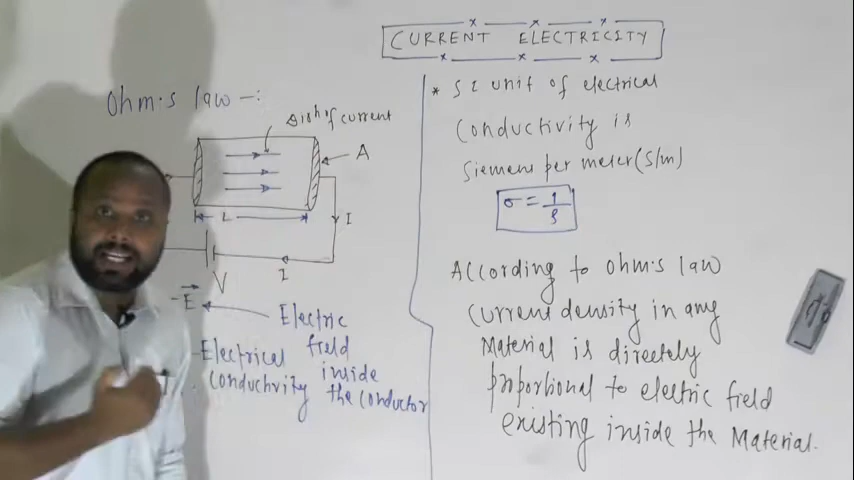 CURRENT ELECTRICITY
Ohm's law -:
of current
A
L
I
I
V
-E
Electric
field
inside
the conductor
Electrical
conductivity
* SI unit of electrical
Conductivity is
Siemens per meter (S/m)
σ = 1/ρ
According to ohm's law
Current density in any
Material is directely
proportional to electric field
existing inside the Material.